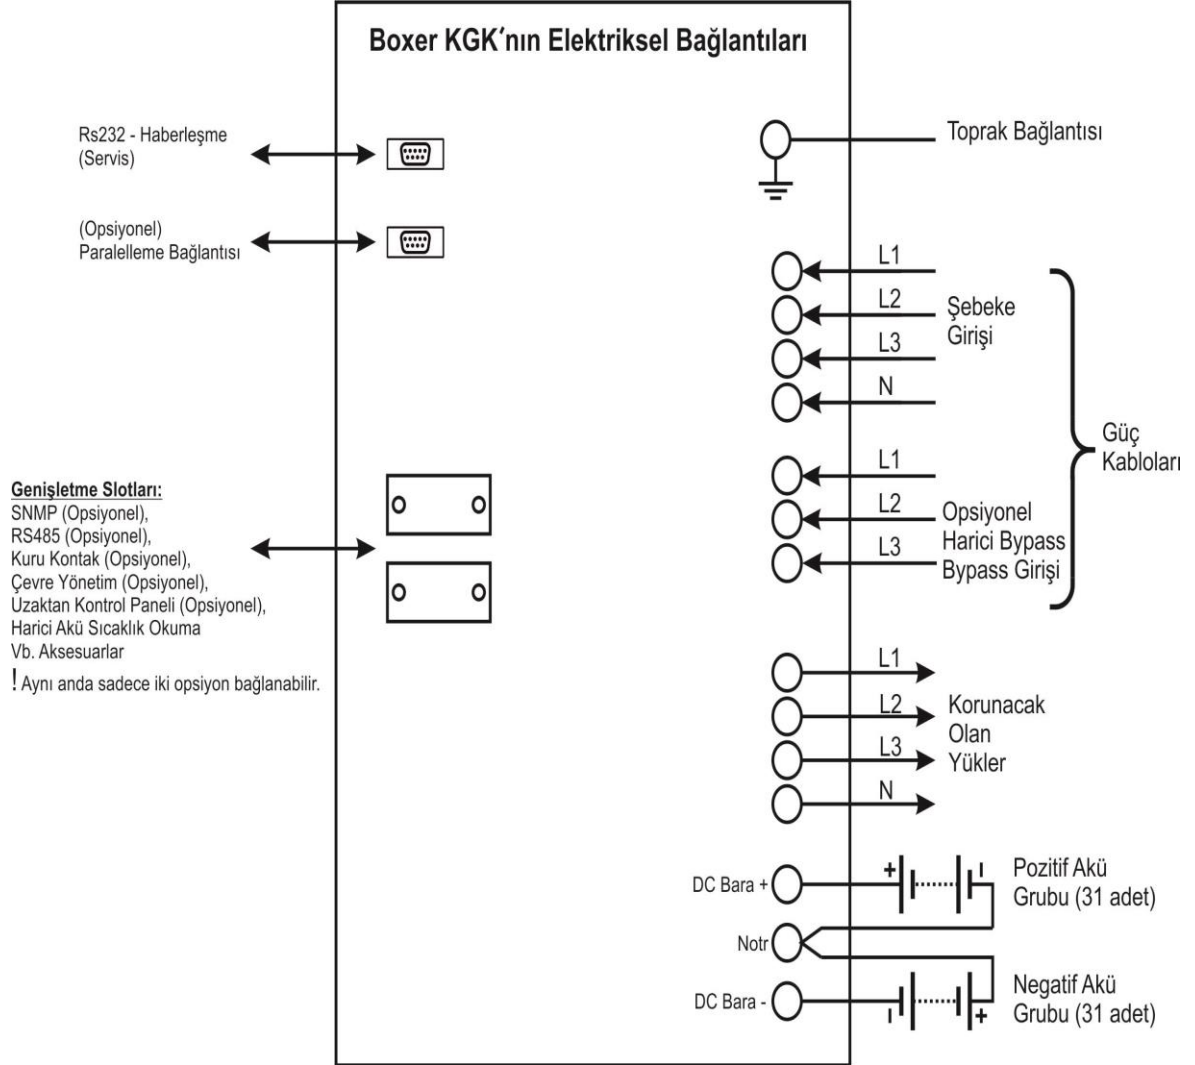 Boxer KGK′nın Elektriksel Bağlantıları
Rs232 - Haberleşme
(Servis)
(Opsiyonel)
Paralelleme Bağlantısı
Genişletme Slotları:
SNMP (Opsiyonel),
RS485 (Opsiyonel),
Kuru Kontak (Opsiyonel),
Çevre Yönetim (Opsiyonel),
Uzaktan Kontrol Paneli (Opsiyonel),
Harici Akü Sıcaklık Okuma
Vb. Aksesuarlar
! Aynı anda sadece iki opsiyon bağlanabilir.
Toprak Bağlantısı
L1
L2
L3
N
Şebeke
Girişi
L1
L2
L3
Opsiyonel
Harici Bypass
Bypass Girişi
Güç
Kabloları
L1
L2
L3
N
Korunacak
Olan
Yükler
DC Bara +
+
-
Pozitif Akü
Grubu (31 adet)
Notr
DC Bara -
-
+
Negatif Akü
Grubu (31 adet)